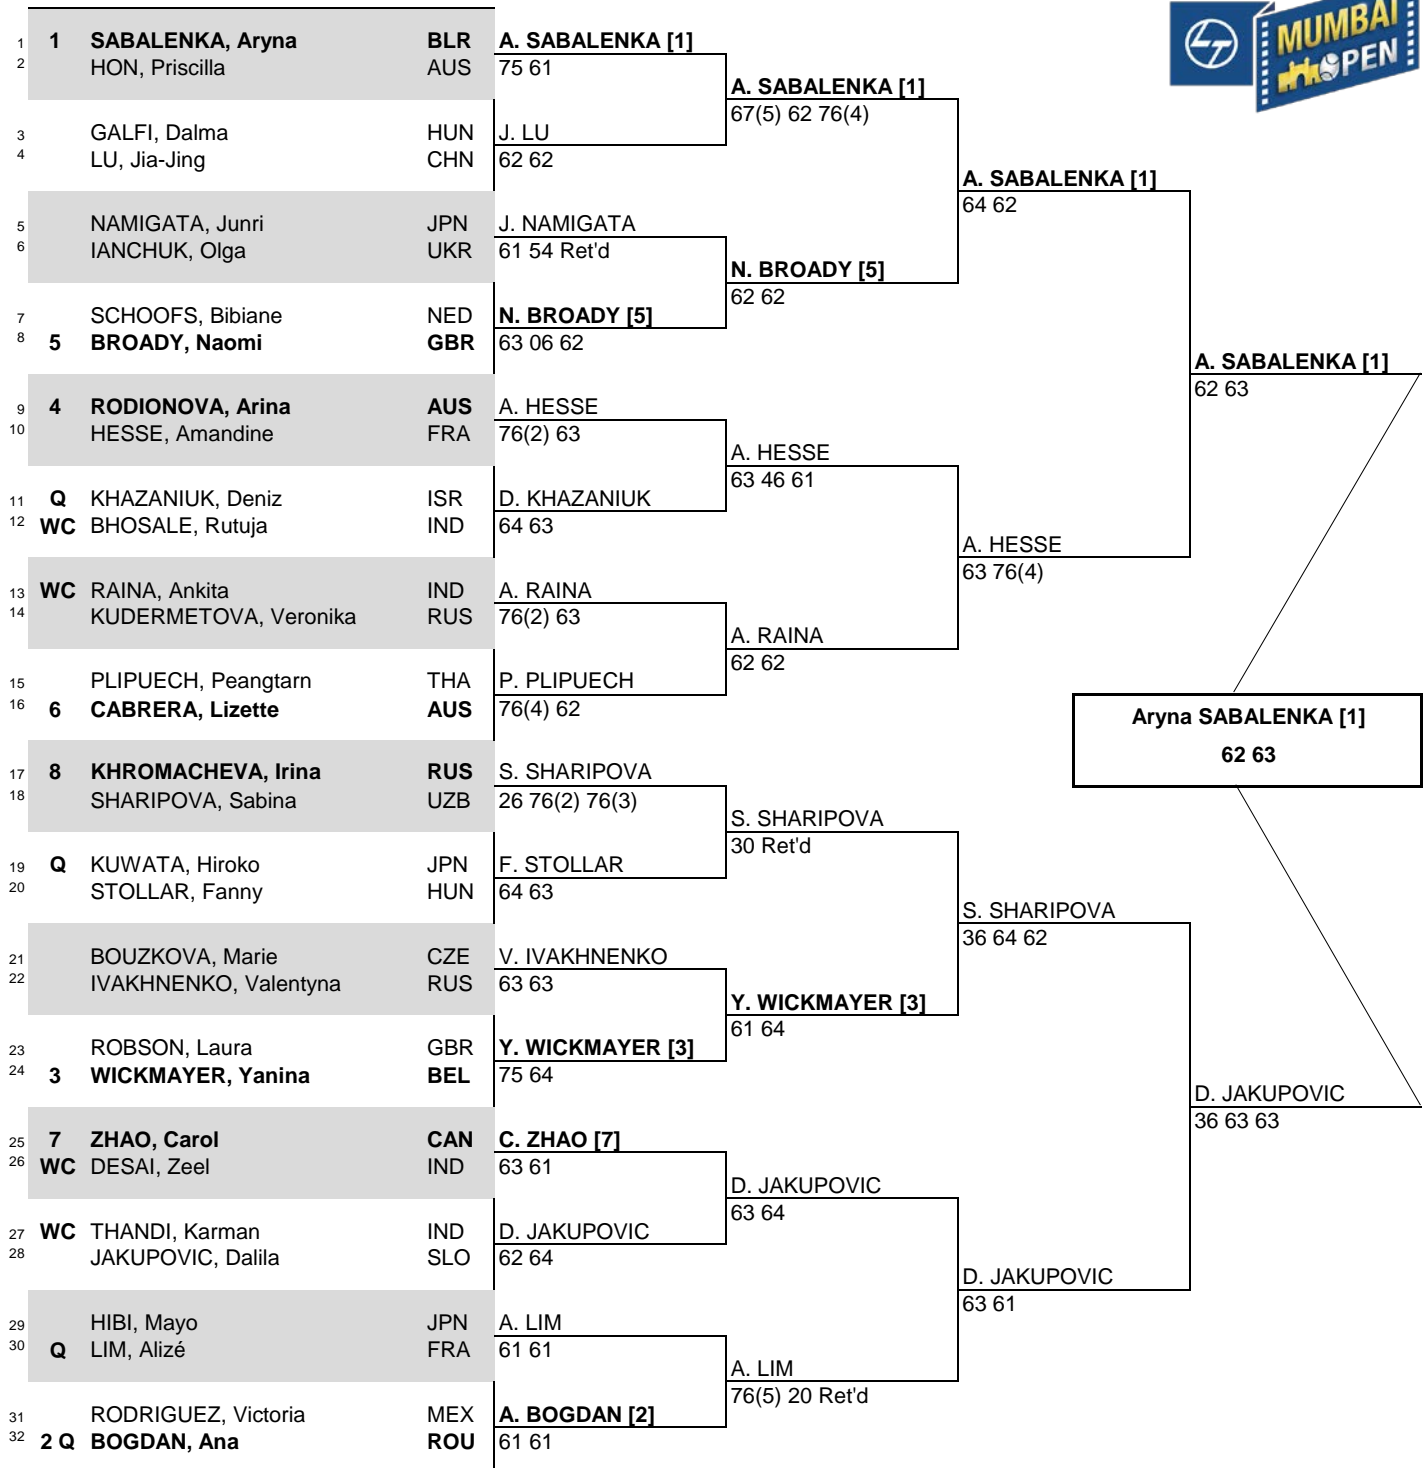 MUMBAI
OPEN
1 1 SABALENKA, Aryna BLR A. SABALENKA [1]
2 HON, Priscilla AUS 75 61
A. SABALENKA [1]
67(5) 62 76(4)
3 GALFI, Dalma HUN J. LU
4 LU, Jia-Jing CHN 62 62
A. SABALENKA [1]
64 62
5 NAMIGATA, Junri JPN J. NAMIGATA
6 IANCHUK, Olga UKR 61 54 Ret'd
N. BROADY [5]
62 62
7 SCHOOFS, Bibiane NED N. BROADY [5]
8 5 BROADY, Naomi GBR 63 06 62
A. SABALENKA [1]
62 63
9 4 RODIONOVA, Arina AUS A. HESSE
10 HESSE, Amandine FRA 76(2) 63
A. HESSE
63 46 61
11 Q KHAZANIUK, Deniz ISR D. KHAZANIUK
12 WC BHOSALE, Rutuja IND 64 63
A. HESSE
63 76(4)
13 WC RAINA, Ankita IND A. RAINA
14 KUDERMETOVA, Veronika RUS 76(2) 63
A. RAINA
62 62
15 PLIPUECH, Peangtarn THA P. PLIPUECH
16 6 CABRERA, Lizette AUS 76(4) 62
Aryna SABALENKA [1]
62 63
17 8 KHROMACHEVA, Irina RUS S. SHARIPOVA
18 SHARIPOVA, Sabina UZB 26 76(2) 76(3)
S. SHARIPOVA
30 Ret'd
19 Q KUWATA, Hiroko JPN F. STOLLAR
20 STOLLAR, Fanny HUN 64 63
S. SHARIPOVA
36 64 62
21 BOUZKOVA, Marie CZE V. IVAKHNENKO
22 IVAKHNENKO, Valentyna RUS 63 63
Y. WICKMAYER [3]
61 64
23 ROBSON, Laura GBR Y. WICKMAYER [3]
24 3 WICKMAYER, Yanina BEL 75 64
D. JAKUPOVIC
36 63 63
25 7 ZHAO, Carol CAN C. ZHAO [7]
26 WC DESAI, Zeel IND 63 61
D. JAKUPOVIC
63 64
27 WC THANDI, Karman IND D. JAKUPOVIC
28 JAKUPOVIC, Dalila SLO 62 64
D. JAKUPOVIC
63 61
29 HIBI, Mayo JPN A. LIM
30 Q LIM, Alizé FRA 61 61
A. LIM
76(5) 20 Ret'd
31 RODRIGUEZ, Victoria MEX A. BOGDAN [2]
32 2 Q BOGDAN, Ana ROU 61 61